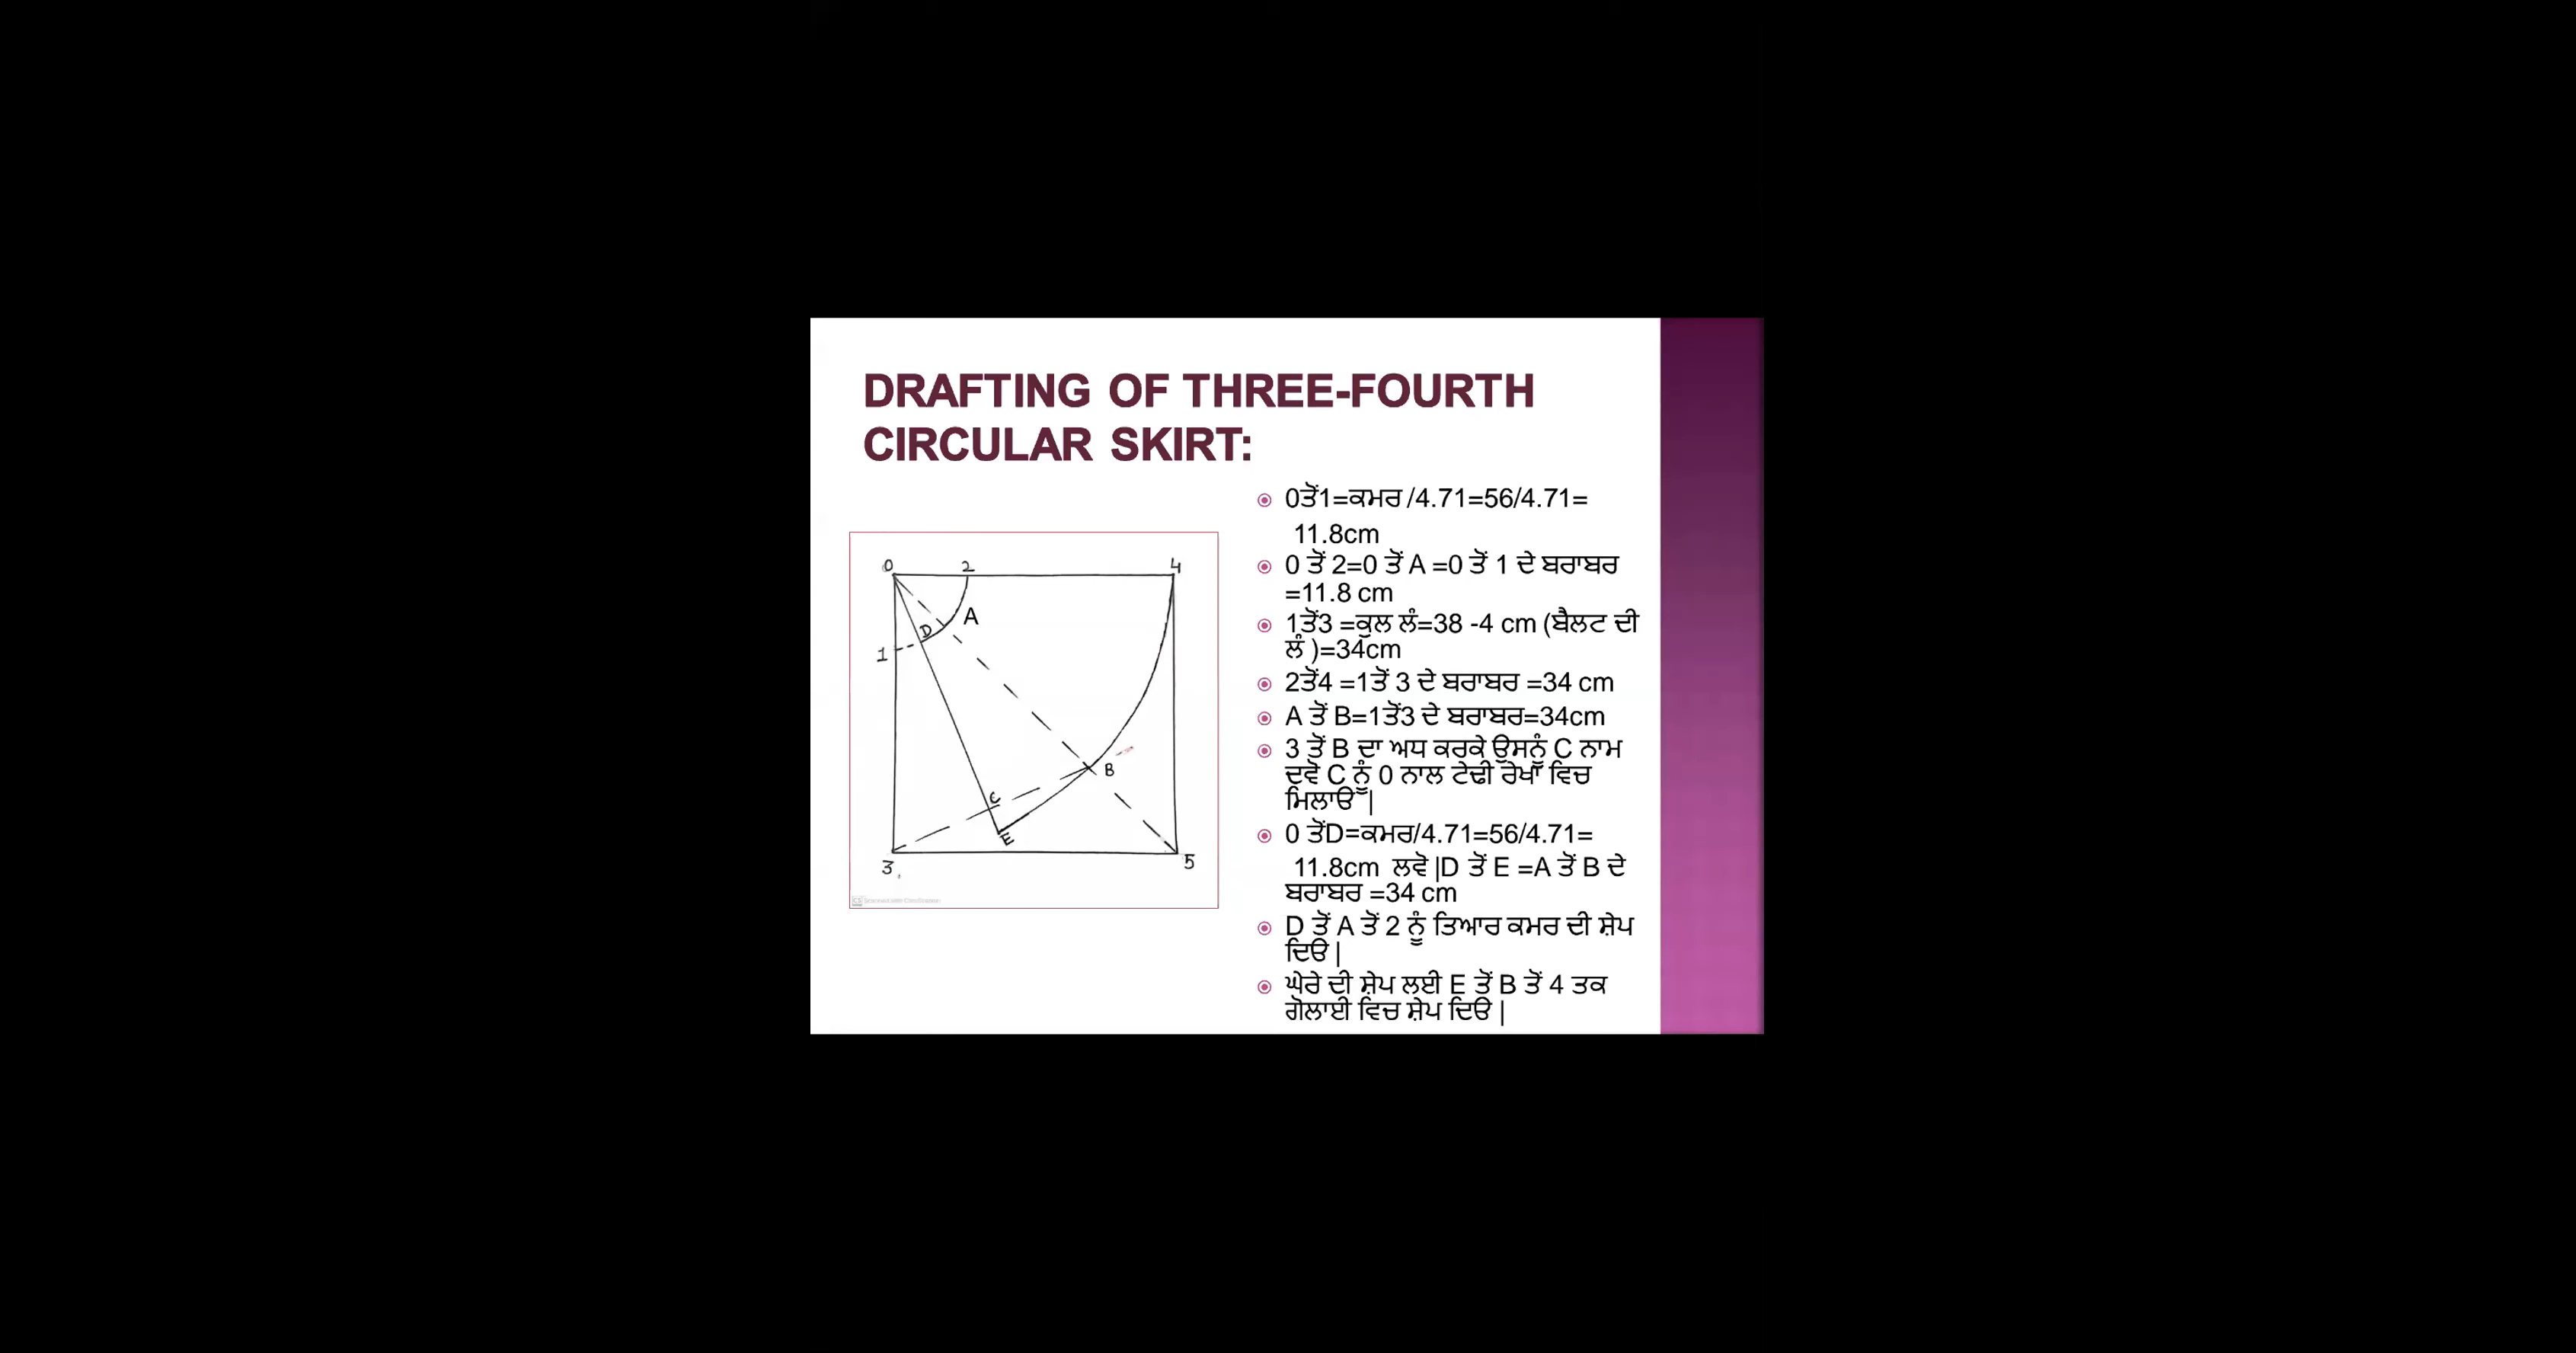 DRAFTING OF THREE-FOURTH
CIRCULAR SKIRT:
0ਤੋਂ1=ਕਮਰ /4.71=56/4.71=
11.8cm
0 ਤੋਂ 2=0 ਤੋਂ A =0 ਤੋਂ 1 ਦੇ ਬਰਾਬਰ
=11.8 cm
1ਤੋਂ3 =ਕੁਲ ਲੰ=38 -4 cm (ਬੈਲਟ ਦੀ
ਲੰ )=34cm
2ਤੋਂ4 =1ਤੋਂ 3 ਦੇ ਬਰਾਬਰ =34 cm
A ਤੋਂ B=1ਤੋਂ3 ਦੇ ਬਰਾਬਰ=34cm
3 ਤੋਂ B ਦਾ ਅਧ ਕਰਕੇ ਉਸਨੂੰ C ਨਾਮ
ਦਵੋ C ਨੂੰ 0 ਨਾਲ ਟੇਢੀ ਰੇਖਾ ਵਿਚ
ਮਿਲਾਓ |
0 ਤੋਂD=ਕਮਰ/4.71=56/4.71=
11.8cm ਲਵੋ |D ਤੋਂ E =A ਤੋਂ B ਦੇ
ਬਰਾਬਰ =34 cm
D ਤੋਂ A ਤੋਂ 2 ਨੂੰ ਤਿਆਰ ਕਮਰ ਦੀ ਸ਼ੇਪ
ਦਿਓ |
ਘੇਰੇ ਦੀ ਸ਼ੇਪ ਲਈ E ਤੋਂ B ਤੋਂ 4 ਤਕ
ਗੋਲਾਈ ਵਿਚ ਸ਼ੇਪ ਦਿਓ |
0 2 4
A
D
1
B
C
E
3 5